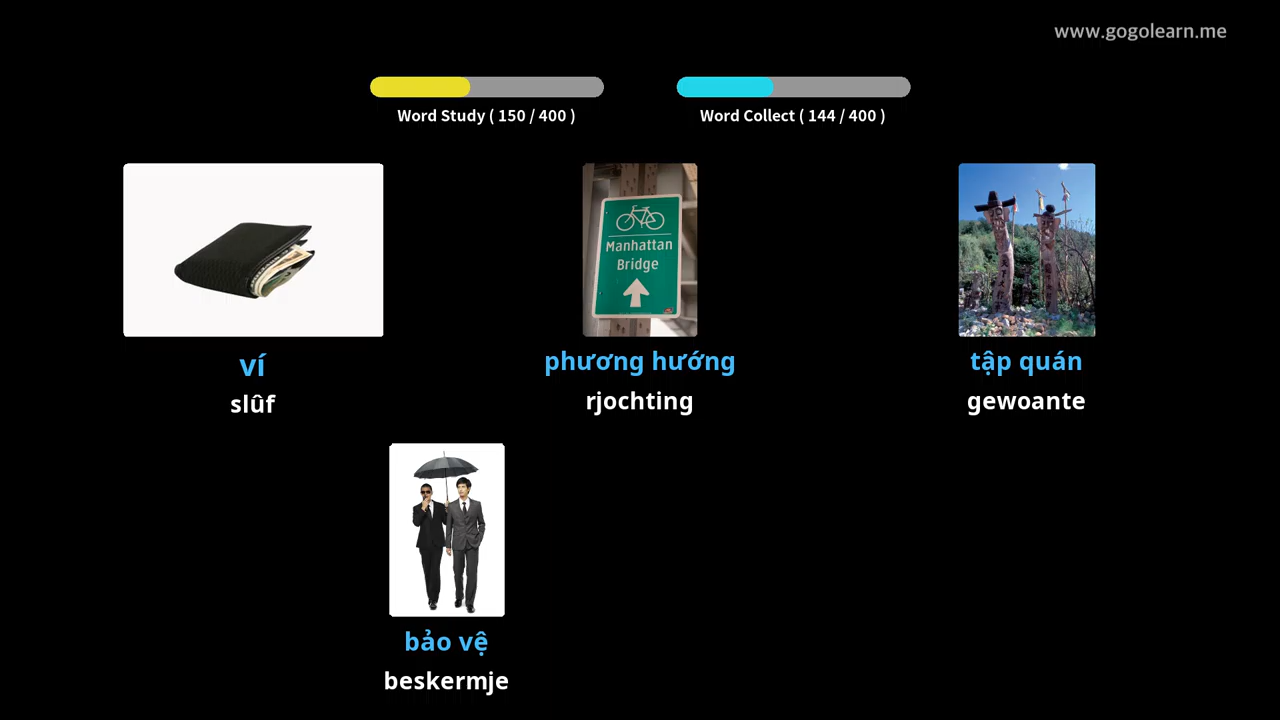 www.gogolearn.me
Word Study ( 150 / 400 )
Word Collect ( 144 / 400 )
Manhattan
Bridge
ví
slûf
phương hướng
rjochting
tập quán
gewoante
bảo vệ
beskermje